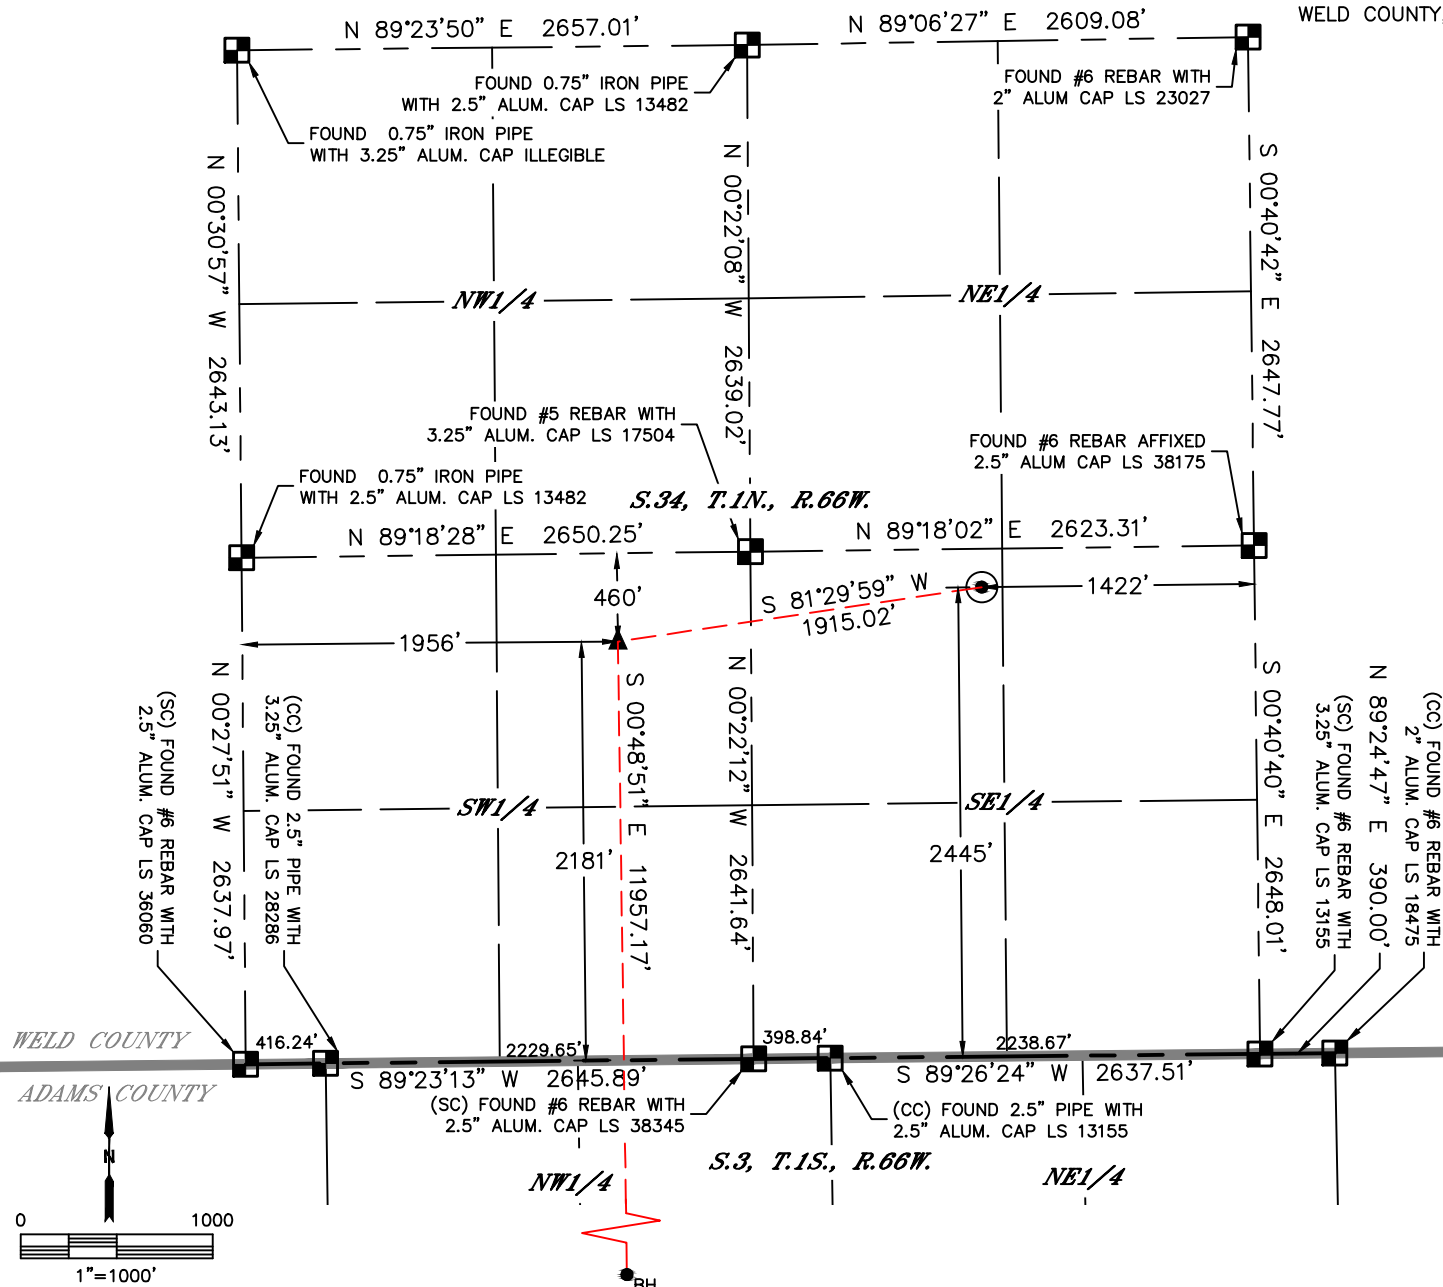 WELD COUNTY,
N 89°23'50" E 2657.01'
N 89°06'27" E 2609.08'
FOUND 0.75" IRON PIPE
WITH 2.5" ALUM. CAP LS 13482
FOUND #6 REBAR WITH
2" ALUM CAP LS 23027
FOUND 0.75" IRON PIPE
WITH 3.25" ALUM. CAP ILLEGIBLE
N 00°30'57" W 2643.13'
N 00°22'08" W 2639.02'
S 00°40'42" E 2647.77'
NW1/4
NE1/4
FOUND #5 REBAR WITH
3.25" ALUM. CAP LS 17504
FOUND #6 REBAR AFFIXED
2.5" ALUM CAP LS 38175
FOUND 0.75" IRON PIPE
WITH 2.5" ALUM. CAP LS 13482
S.34, T.1N., R.66W.
N 89°18'28" E 2650.25'
N 89°18'02" E 2623.31'
460'
S 81°29'59" W
1915.02'
1422'
1956'
N 00°27'51" W 2637.97'
S 00°48'51" E 11957.17'
N 00°22'12" W 2641.64'
S 00°40'40" E 2648.01'
N 89°24'47" E 390.00'
(SC) FOUND #6 REBAR WITH
2.5" ALUM. CAP LS 36060
(CC) FOUND 2.5" PIPE WITH
3.25" ALUM. CAP LS 28286
(SC) FOUND #6 REBAR WITH
3.25" ALUM. CAP LS 13155
(CC) FOUND #6 REBAR WITH
2" ALUM. CAP LS 18475
SW1/4
SE1/4
2181'
2445'
WELD COUNTY
416.24'
2229.65'
398.84'
2238.67'
S 89°23'13" W 2645.89'
S 89°26'24" W 2637.51'
ADAMS COUNTY
(SC) FOUND #6 REBAR WITH
2.5" ALUM. CAP LS 38345
(CC) FOUND 2.5" PIPE WITH
2.5" ALUM. CAP LS 13155
N
S.3, T.1S., R.66W.
NW1/4
NE1/4
0 1000
1"=1000'
BH